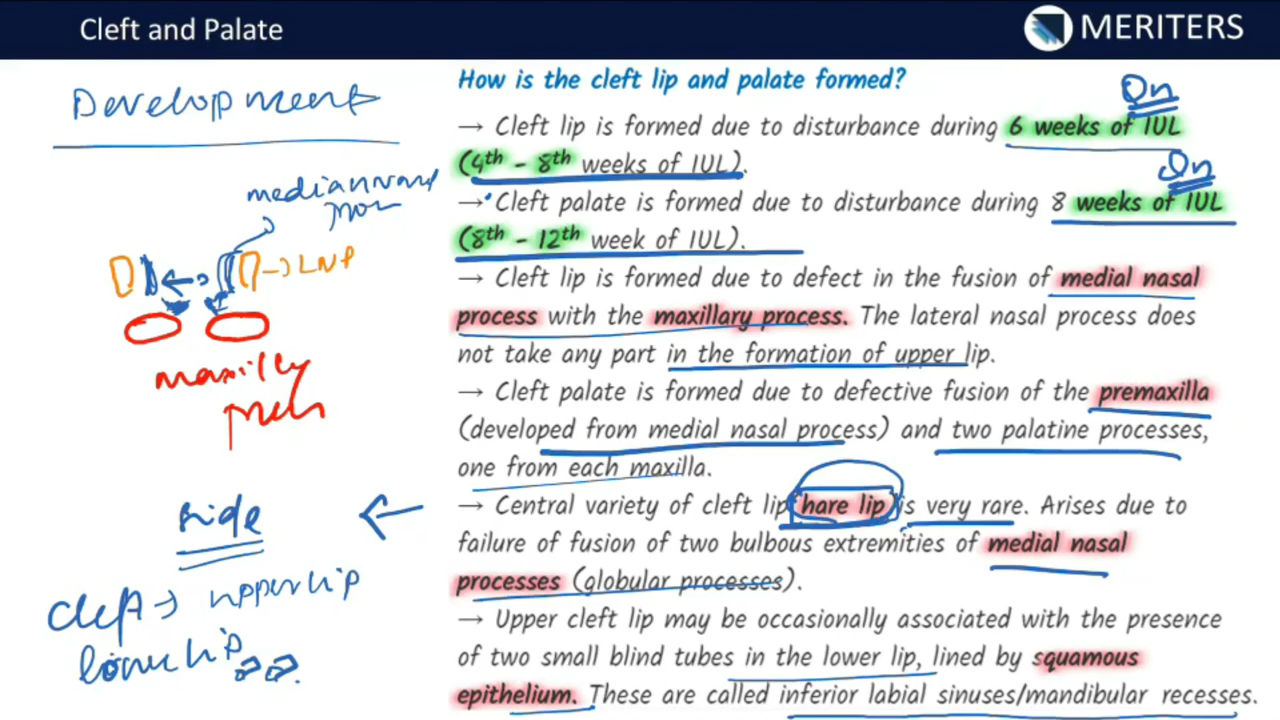 Cleft and Palate
MERITERS
Development
How is the cleft lip and palate formed?
Qn
→ Cleft lip is formed due to disturbance during 6 weeks of IUL
(4th - 8th weeks of IUL).
Qn
→ Cleft palate is formed due to disturbance during 8 weeks of IUL
(8th - 12th week of IUL).
→ Cleft lip is formed due to defect in the fusion of medial nasal
process with the maxillary process. The lateral nasal process does
not take any part in the formation of upper lip.
→ Cleft palate is formed due to defective fusion of the premaxilla
(developed from medial nasal process) and two palatine processes,
one from each maxilla.
→ Central variety of cleft lip hare lip is very rare. Arises due to
failure of fusion of two bulbous extremities of medial nasal
processes (globular processes).
→ Upper cleft lip may be occasionally associated with the presence
of two small blind tubes in the lower lip, lined by squamous
epithelium. These are called inferior labial sinuses/mandibular recesses.
→ LNP
side
Cleft → upper lip
lower lip